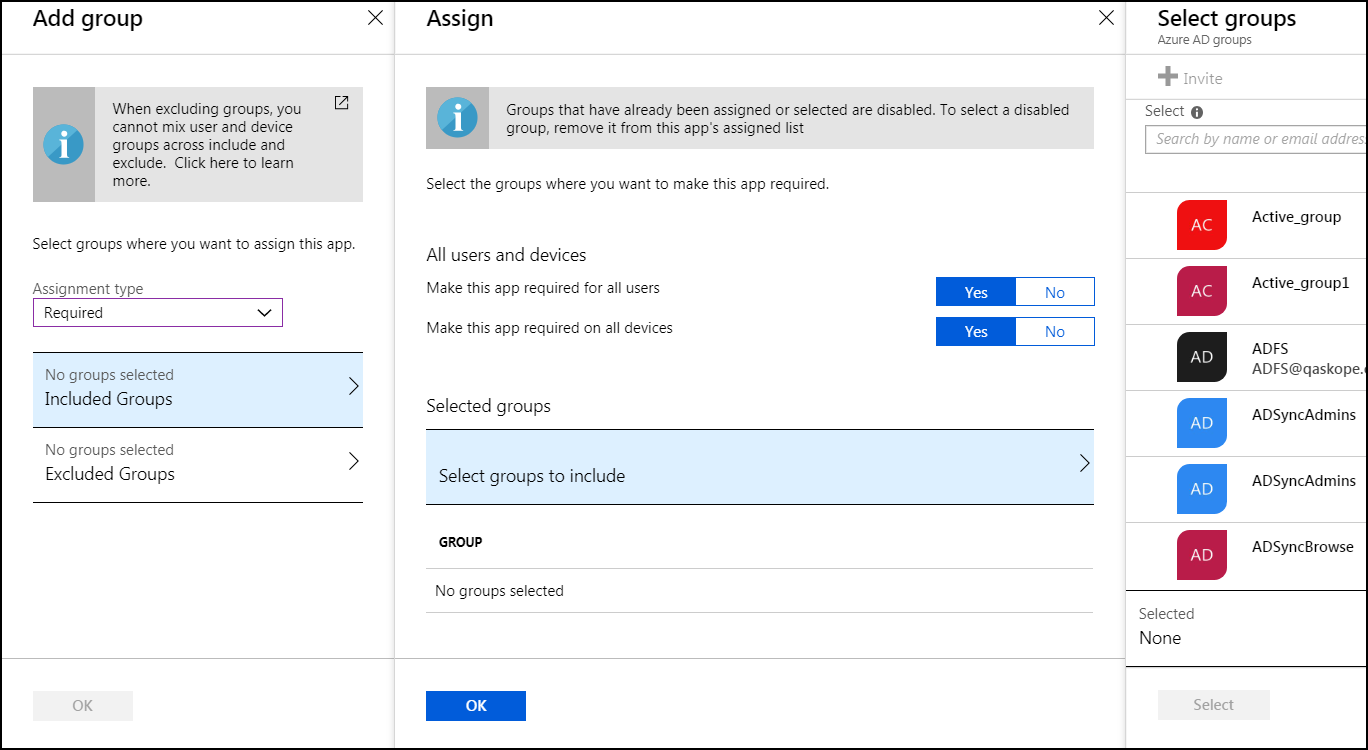 Add group
When excluding groups, you
cannot mix user and device
groups across include and
exclude.  Click here to learn
more.
Select groups where you want to assign this app.
Assignment type
Required
No groups selected
Included Groups
No groups selected
Excluded Groups
OK
Assign
Groups that have already been assigned or selected are disabled. To select a disabled
group, remove it from this app's assigned list
Select the groups where you want to make this app required.
All users and devices
Make this app required for all users
Yes
No
Make this app required on all devices
Yes
No
Selected groups
Select groups to include
GROUP
No groups selected
OK
Select groups
Azure AD groups
Invite
Select
Search by name or email addres
AC
Active_group
AC
Active_group1
AD
ADFS
ADFS@qaskope.
AD
ADSyncAdmins
AD
ADSyncAdmins
AD
ADSyncBrowse
Selected
None
Select